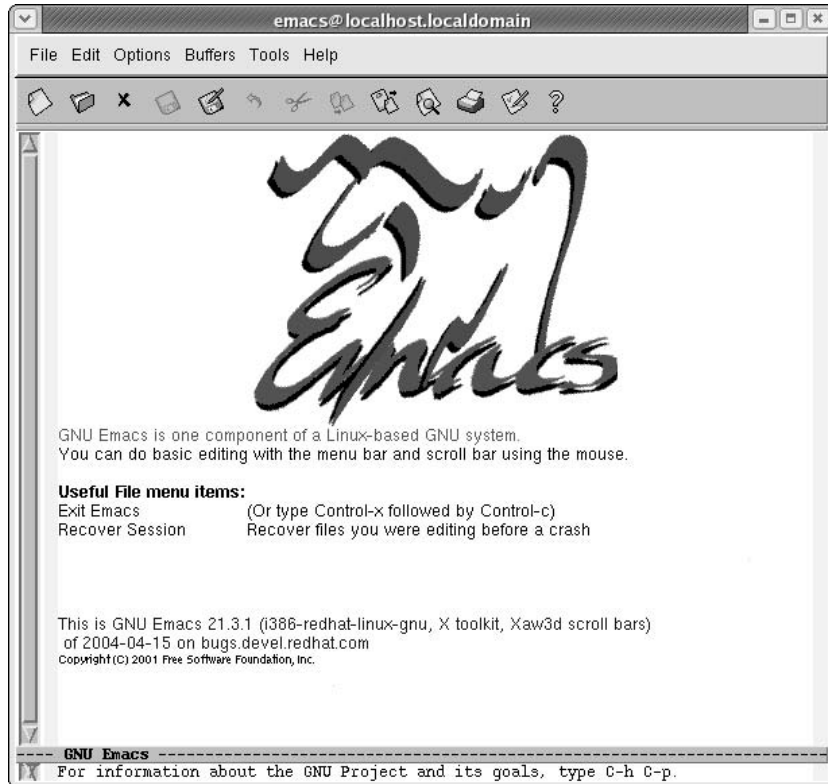 emacs@localhost.localdomain
File Edit Options Buffers Tools Help
Emacs
GNU Emacs is one component of a Linux-based GNU system.
You can do basic editing with the menu bar and scroll bar using the mouse.
Useful File menu items:
Exit Emacs (Or type Control-x followed by Control-c)
Recover Session Recover files you were editing before a crash
This is GNU Emacs 21.3.1 (i386-redhat-linux-gnu, X toolkit, Xaw3d scroll bars)
of 2004-04-15 on bugs.devel.redhat.com
Copyright (C) 2001 Free Software Foundation, Inc.
---- GNU Emacs ----
For information about the GNU Project and its goals, type C-h C-p.